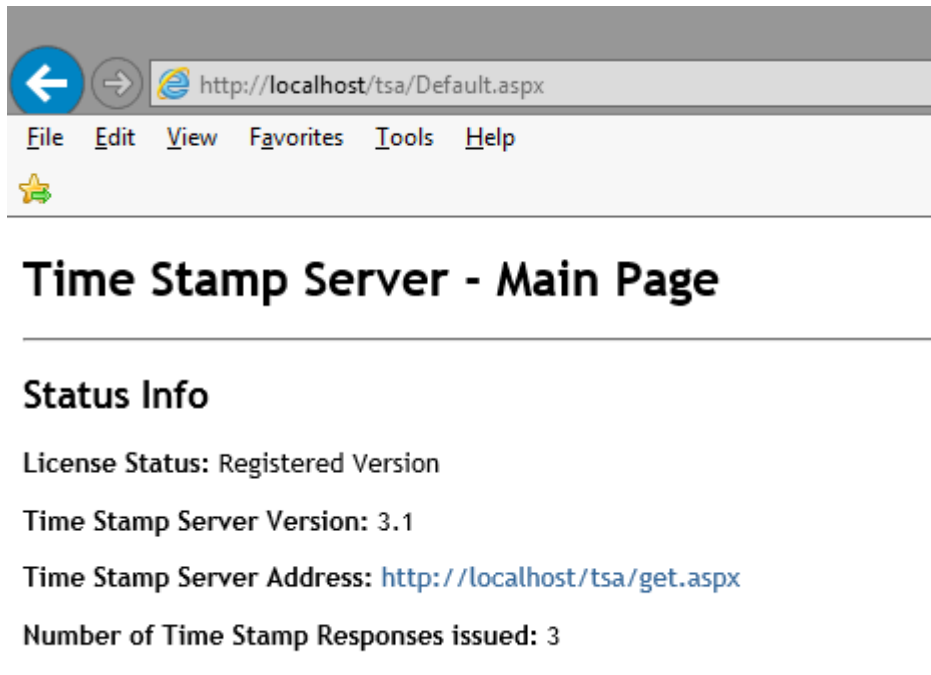 http://localhost/tsa/Default.aspx
File Edit View Favorites Tools Help
Time Stamp Server - Main Page
Status Info
License Status: Registered Version
Time Stamp Server Version: 3.1
Time Stamp Server Address: http://localhost/tsa/get.aspx
Number of Time Stamp Responses issued: 3